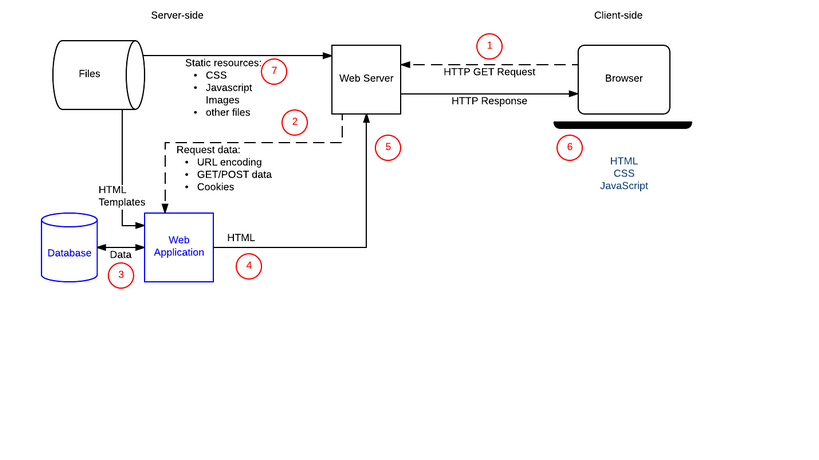 Server-side
Client-side
Files
Static resources:
• CSS
• Javascript
Images
• other files
7
Web Server
1
HTTP GET Request
HTTP Response
Browser
2
Request data:
• URL encoding
• GET/POST data
• Cookies
5
6
HTML
CSS
JavaScript
HTML
Templates
Database
Data
3
Web
Application
HTML
4